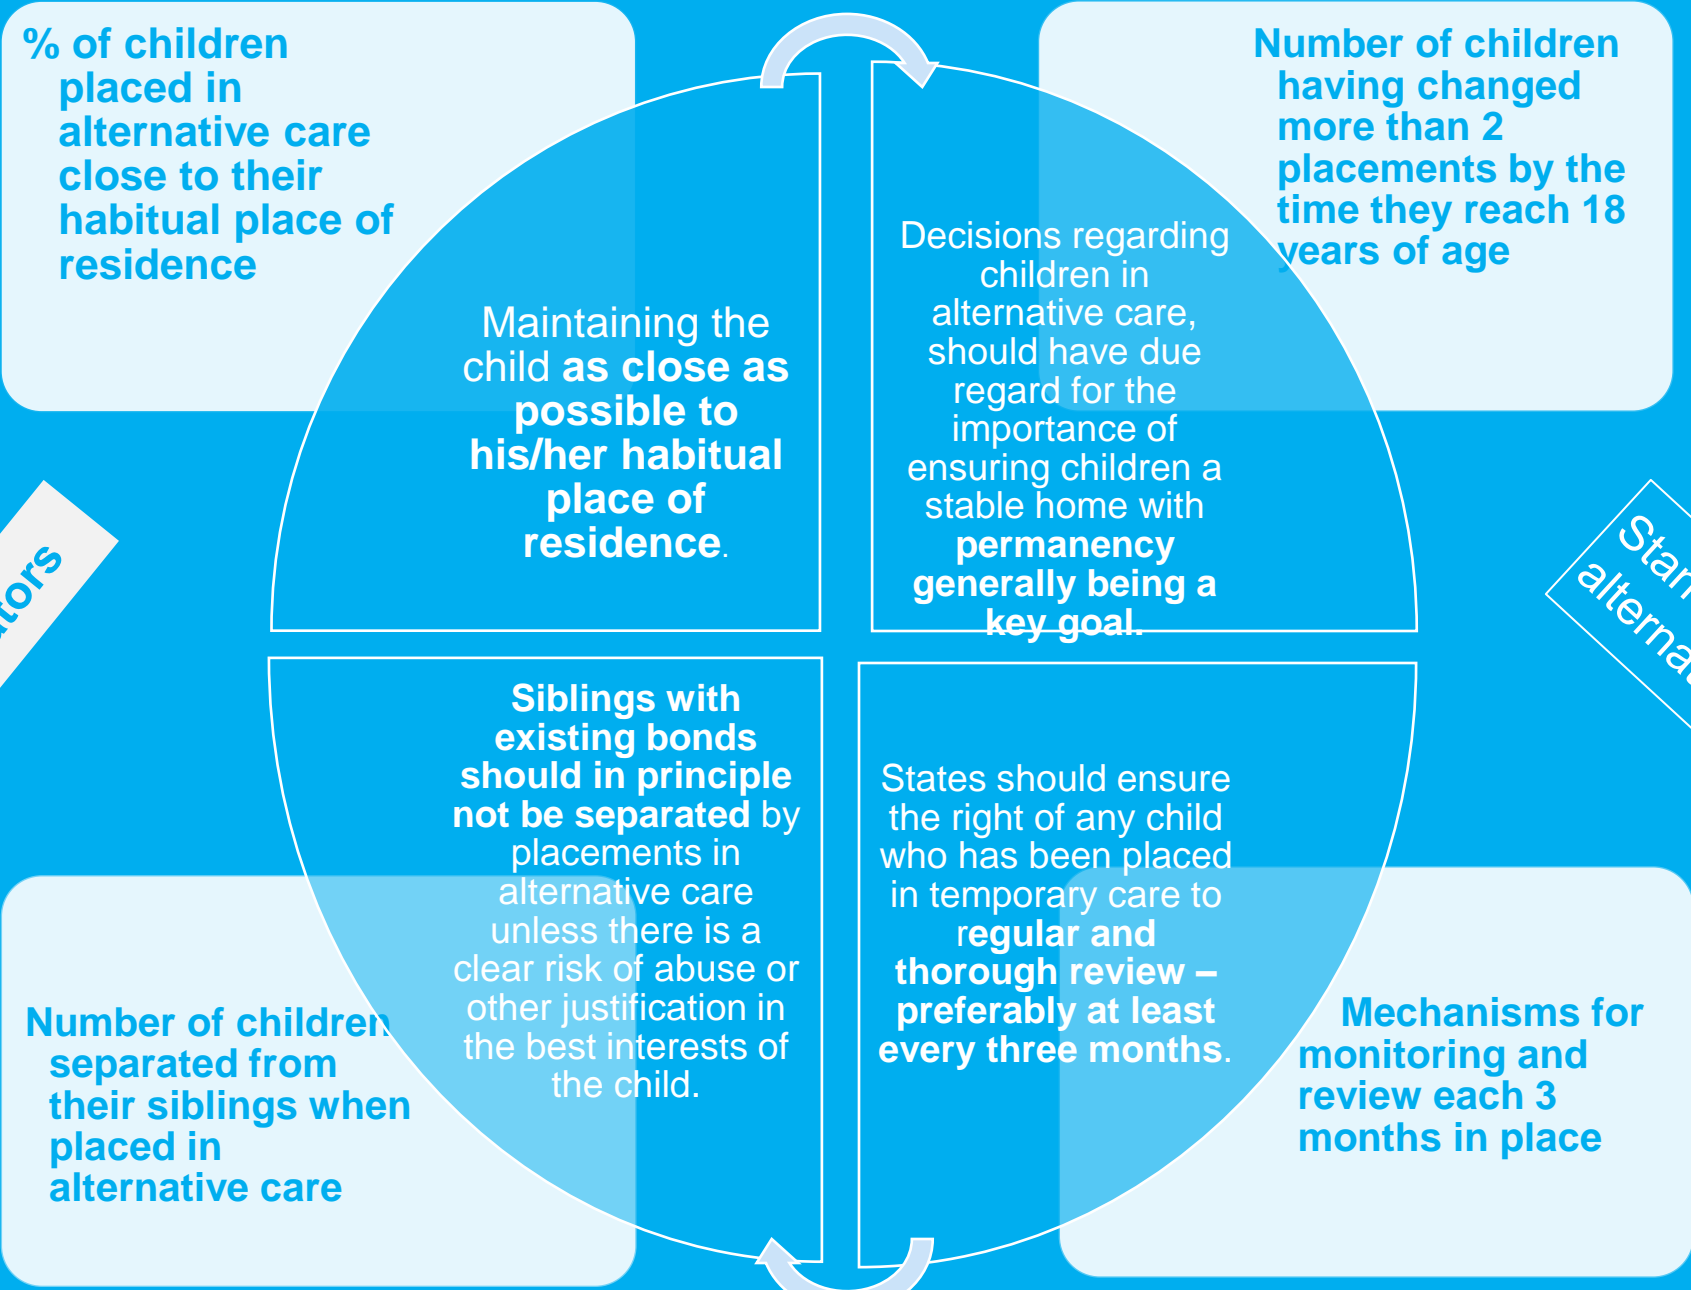 % of children
placed in
alternative care
close to their
habitual place of
residence
Number of children
having changed
more than 2
placements by the
time they reach 18
years of age
Maintaining the
child as close as
possible to
his/her habitual
place of
residence.
Decisions regarding
children in
alternative care,
should have due
regard for the
importance of
ensuring children a
stable home with
permanency
generally being a
key goal.
Siblings with
existing bonds
should in principle
not be separated by
placements in
alternative care
unless there is a
clear risk of abuse or
other justification in
the best interests of
the child.
States should ensure
the right of any child
who has been placed
in temporary care to
regular and
thorough review –
preferably at least
every three months.
Number of children
separated from
their siblings when
placed in
alternative care
Mechanisms for
monitoring and
review each 3
months in place